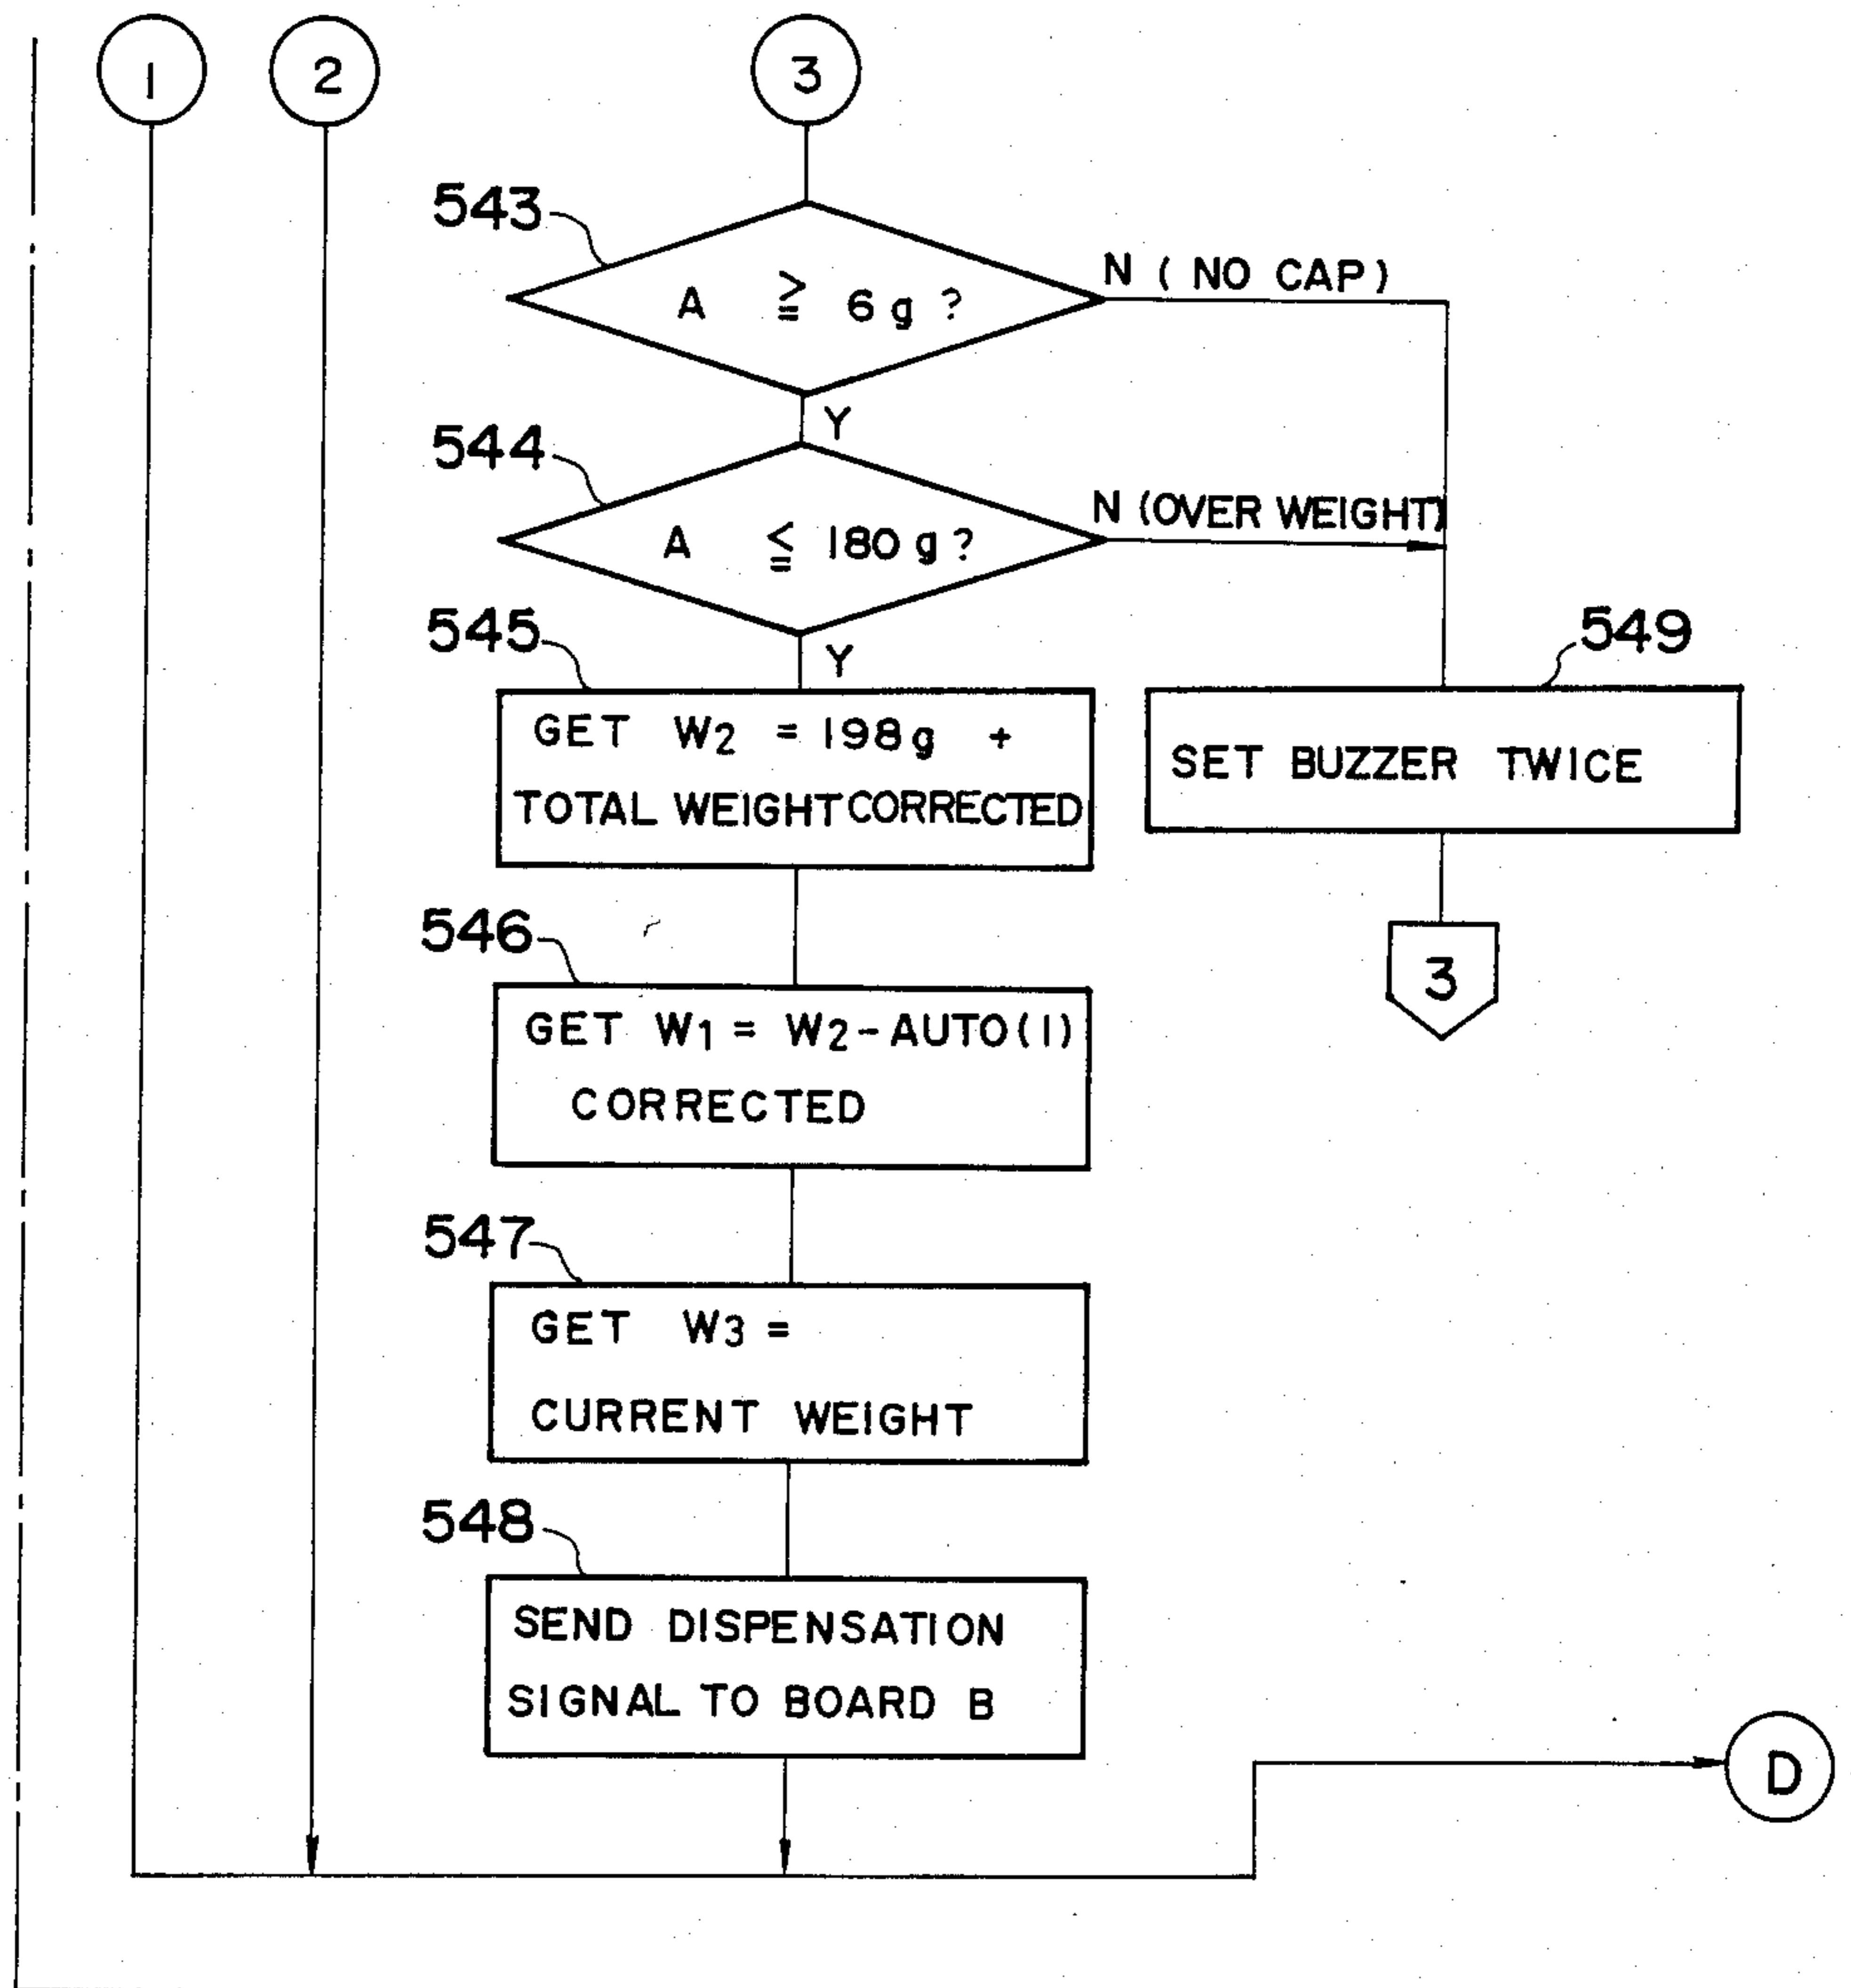 1
2
3
543
A ≧ 6g ?
N ( NO CAP )
Y
544
A ≦ 180g ?
N (OVER WEIGHT)
Y
545
GET W2 = 198g +
TOTAL WEIGHT CORRECTED
549
SET BUZZER TWICE
3
546
GET W1 = W2-AUTO(1)
CORRECTED
547
GET W3 =
CURRENT WEIGHT
548
SEND DISPENSATION
SIGNAL TO BOARD B
D